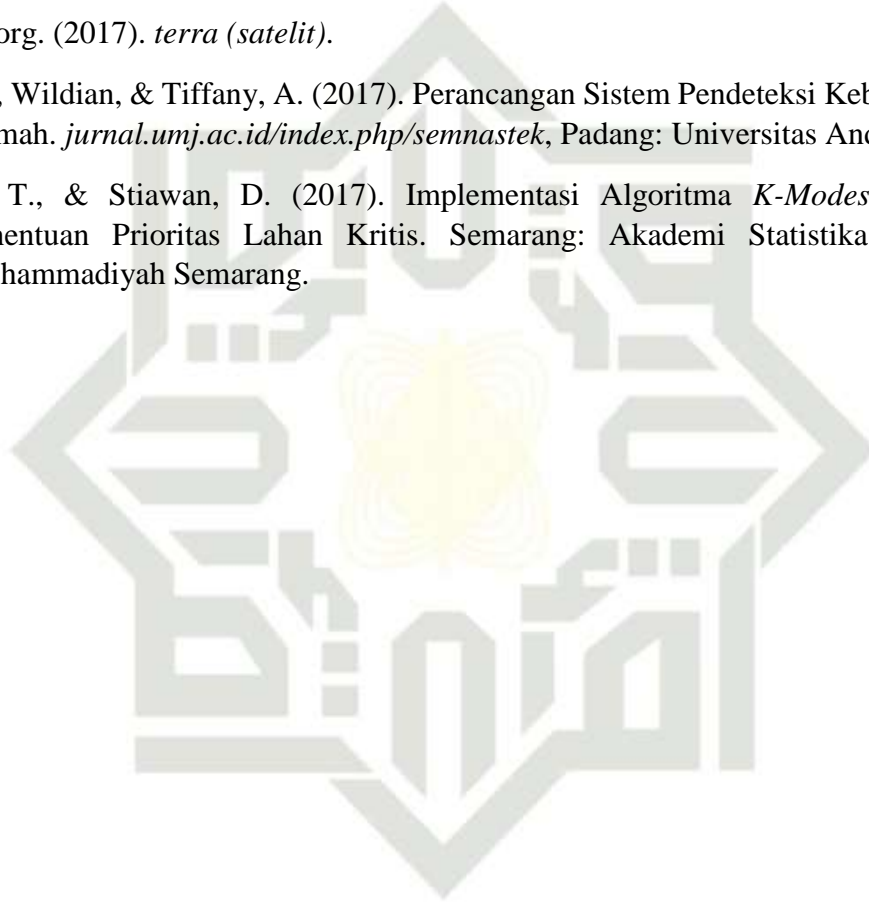 org. (2017). terra (satelit).
, Wildian, & Tiffany, A. (2017). Perancangan Sistem Pendeteksi Keb
mah. jurnal.umj.ac.id/index.php/semnastek, Padang: Universitas And
T., & Stiawan, D. (2017). Implementasi Algoritma K-Modes
nentuan Prioritas Lahan Kritis. Semarang: Akademi Statistika
hammadiyah Semarang.